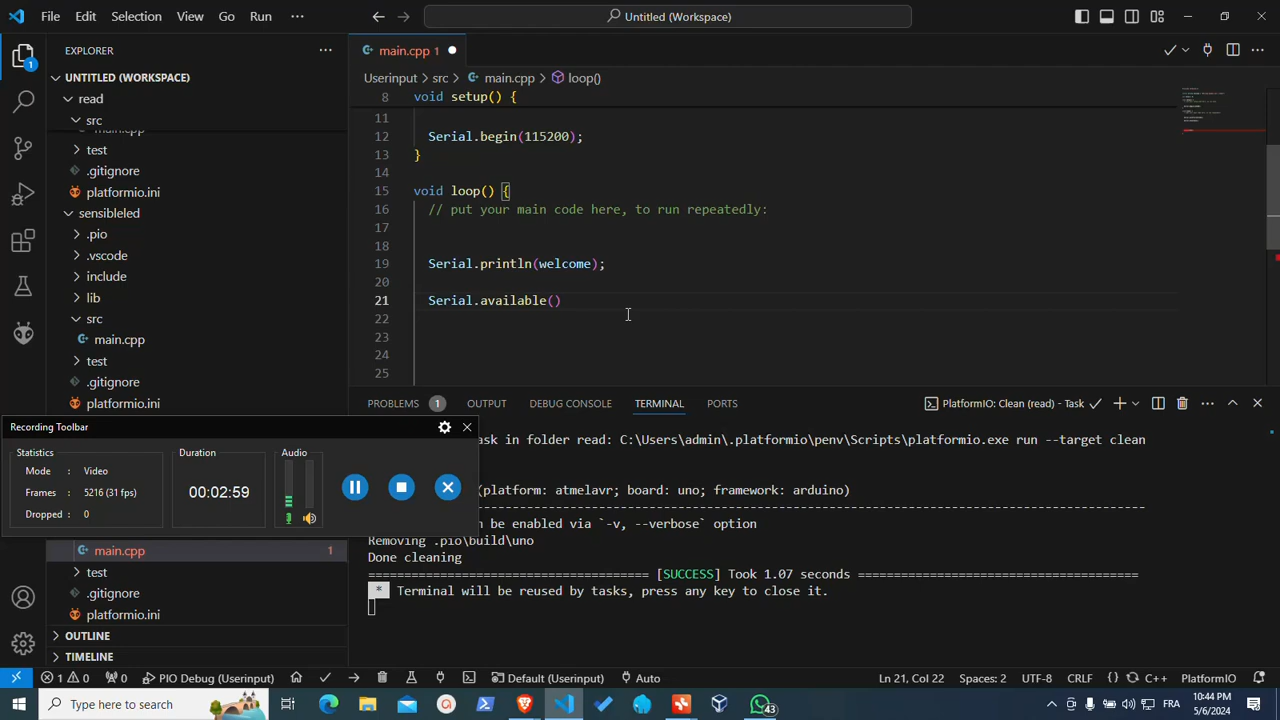 File Edit Selection View Go Run ··· Untitled (Workspace)
EXPLORER ···
UNTITLED (WORKSPACE)
read
src
main.cpp
test
.gitignore
platformio.ini
sensibleled
.pio
.vscode
include
lib
src
main.cpp
test
.gitignore
platformio.ini
main.cpp 1
Userinput > src > main.cpp > loop()
8 void setup() {
11
12 Serial.begin(115200);
13 }
14
15 void loop() {
16 // put your main code here, to run repeatedly:
17
18
19 Serial.println(welcome);
20
21 Serial.available()
22
23
24
25
PROBLEMS 1 OUTPUT DEBUG CONSOLE TERMINAL PORTS PlatformIO: Clean (read) - Task
ask in folder read: C:\Users\admin\.platformio\penv\Scripts\platformio.exe run --target clean
(platform: atmelavr; board: uno; framework: arduino)
--------------------------------------------------------------------------------
n be enabled via `-v, --verbose` option
Removing .pio\build\uno
Done cleaning
====================================== [SUCCESS] Took 1.07 seconds ======================================
* Terminal will be reused by tasks, press any key to close it.
Recording Toolbar
Statistics
Mode : Video
Frames : 5216 (31 fps)
Dropped : 0
Duration
00:02:59
Audio
main.cpp 1
test
.gitignore
platformio.ini
OUTLINE
TIMELINE
1 0 0 PIO Debug (Userinput) Default (Userinput) Auto Ln 21, Col 22 Spaces: 2 UTF-8 CRLF {} C++ PlatformIO
Type here to search 43 FRA 10:44 PM
5/6/2024